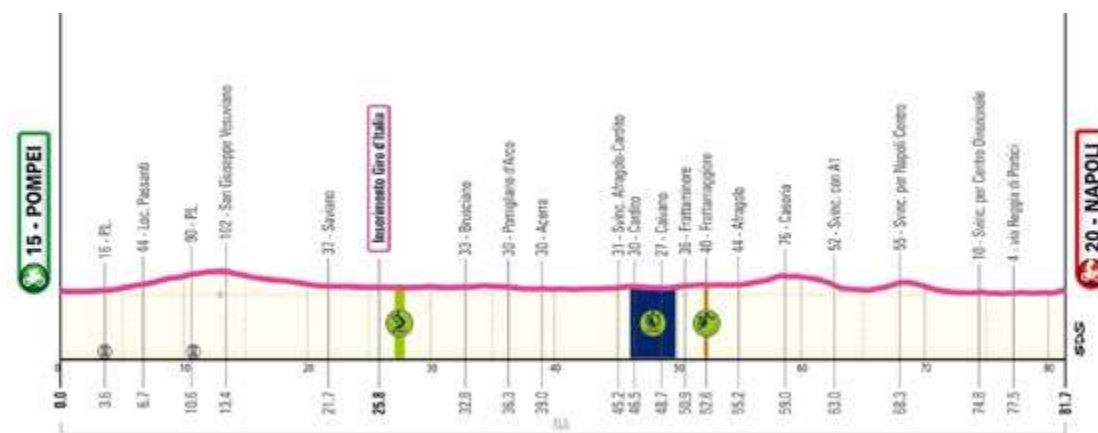 15 - POMPEI
16 - P.L.
44 - Loc. Passanti
90 - P.L.
102 - San Giuseppe Vesuviano
37 - Saviano
Inserimento Giro d'Italia
33 - Brusciano
30 - Pomigliano d'Arco
30 - Acerra
31 - Svinc. Afragola-Cardito
30 - Cardito
27 - Caivano
36 - Frattaminore
40 - Frattamaggiore
44 - Afragola
76 - Casoria
52 - Svinc. con A1
55 - Svinc. per Napoli Centro
10 - Svinc. per Centro Direzionale
4 - via Reggia di Portici
20 - NAPOLI
SDS
10
20
30
40
50
60
70
80
0.0
3.6
6.7
10.6
13.4
21.7
25.8
32.8
36.3
39.0
45.2
46.5
48.7
50.9
52.6
55.2
59.0
63.0
68.3
74.8
77.5
81.7